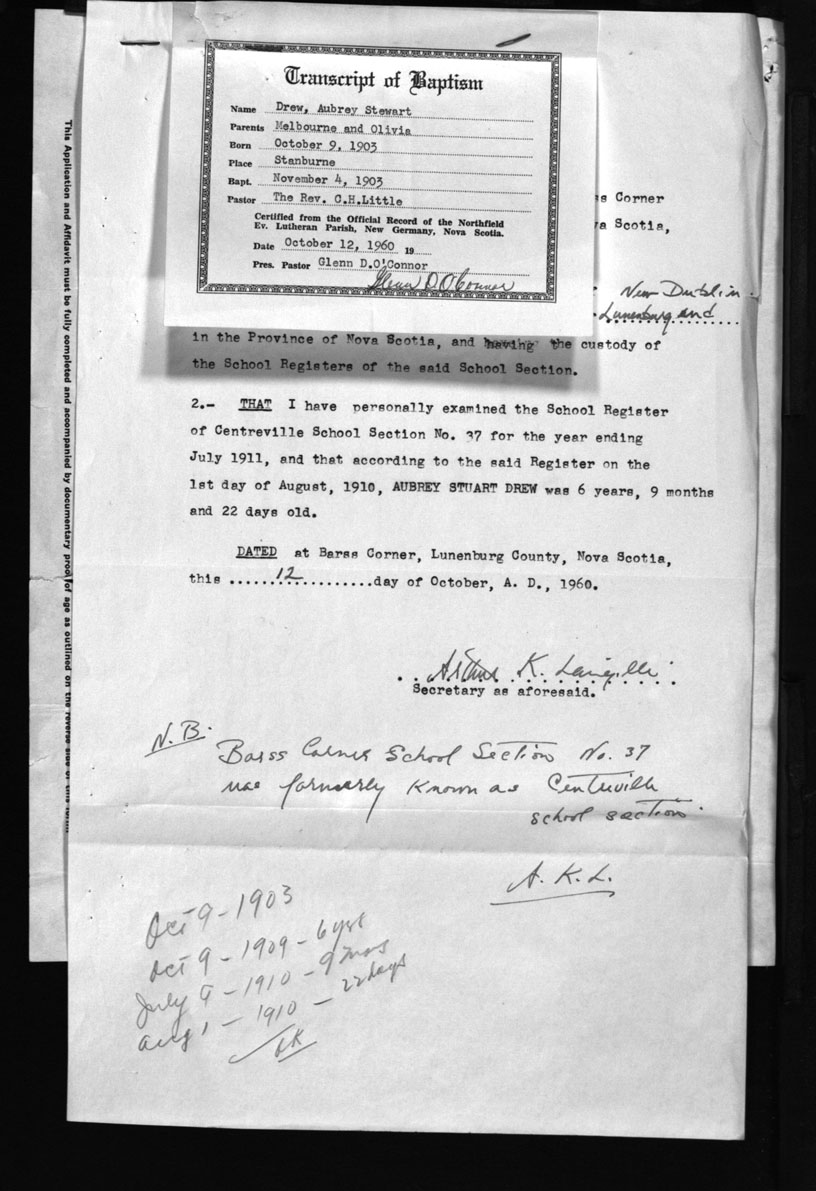 Transcript of Baptism
Name Drew, Aubrey Stewart
Parents Melbourne and Olivia
Born October 9, 1903
Place Stanburne
Bapt. November 4, 1903
Pastor The Rev. C.H.Little
Certified from the Official Record of the Northfield
Ev. Lutheran Parish, New Germany, Nova Scotia.
Date October 12, 1960 19
Pres. Pastor Glenn D.O'Connor
Glenn D. O'Connor
s Corner
a Scotia,
New Dublin
Lunenburg and
in the Province of Nova Scotia, and having the custody of
the School Registers of the said School Section.
2.- THAT I have personally examined the School Register
of Centreville School Section No. 37 for the year ending
July 1911, and that according to the said Register on the
1st day of August, 1910, AUBREY STUART DREW was 6 years, 9 months
and 22 days old.
DATED at Barss Corner, Lunenburg County, Nova Scotia,
this ......12..................day of October, A. D., 1960.
Arthur K. Langille
Secretary as aforesaid.
N.B. Barss Corner School Section No. 37
was formerly known as Centreville
school section.
A. K. L.
Oct 9 - 1903
Oct 9 - 1909 - 6 yrs
July 9 - 1910 - 9 mos
Aug 1 - 1910 - 22 days
OK
This Application and Affidavit must be fully completed and accompanied by documentary proof of age as outlined on the reverse side of this form